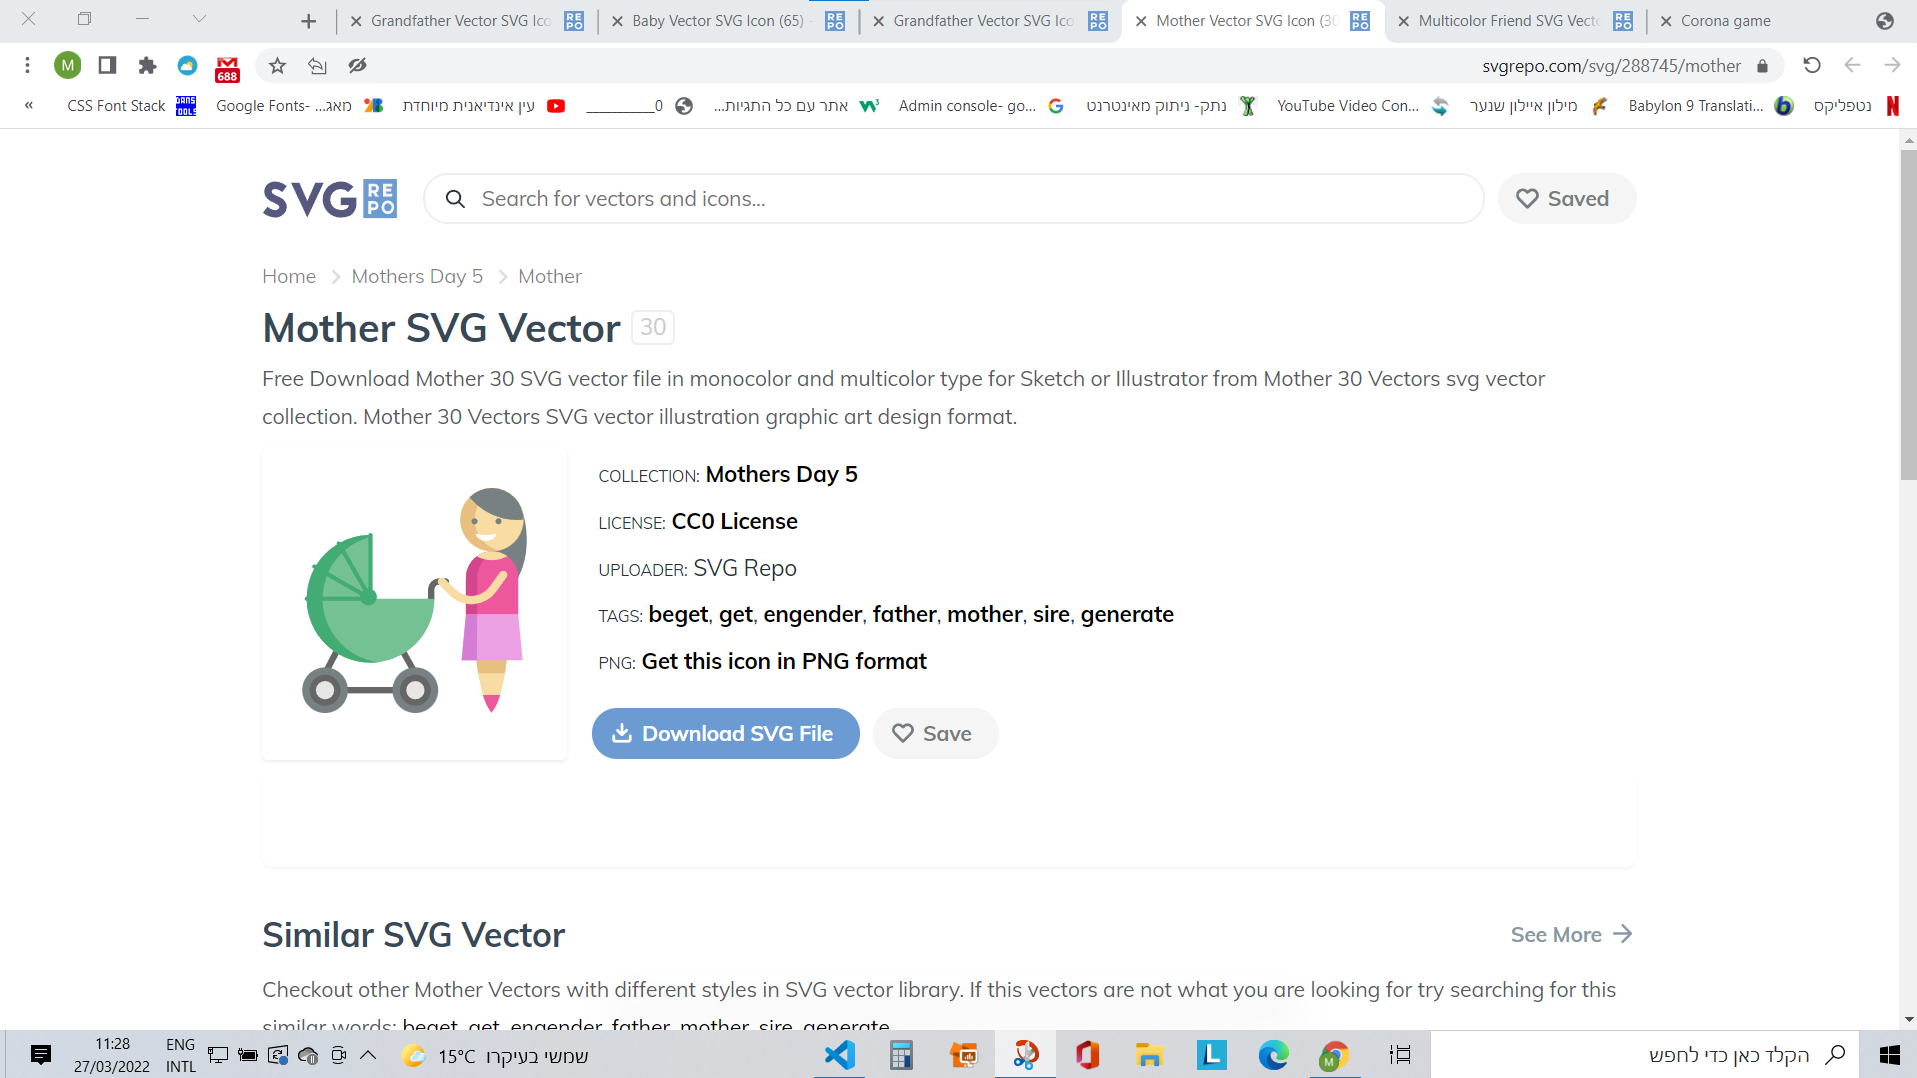 Grandfather Vector SVG Ico
Baby Vector SVG Icon (65) -
Grandfather Vector SVG Ico
Mother Vector SVG Icon (30
Multicolor Friend SVG Vecto
Corona game
M
688
svgrepo.com/svg/288745/mother
«
CSS Font Stack
DANS TOOLS
Google Fonts- מאג...
עין אינדיאנית מיוחדת
__________0
אתר עם כל התגיות...
Admin console- go...
נתק- ניתוק מאינטרנט
YouTube Video Con...
מילון איילון שנער
Babylon 9 Translati...
נטפליקס
SVG REPO
Search for vectors and icons...
Saved
Home
Mothers Day 5
Mother
Mother SVG Vector 30
Free Download Mother 30 SVG vector file in monocolor and multicolor type for Sketch or Illustrator from Mother 30 Vectors svg vector
collection. Mother 30 Vectors SVG vector illustration graphic art design format.
COLLECTION: Mothers Day 5
LICENSE: CC0 License
UPLOADER: SVG Repo
TAGS: beget, get, engender, father, mother, sire, generate
PNG: Get this icon in PNG format
Download SVG File
Save
Similar SVG Vector
See More
Checkout other Mother Vectors with different styles in SVG vector library. If this vectors are not what you are looking for try searching for this
similar words: beget, get, engender, father, mother, sire, generate
11:28
27/03/2022
ENG
INTL
15°C שמשי בעיקרו
הקלד כאן כדי לחפש